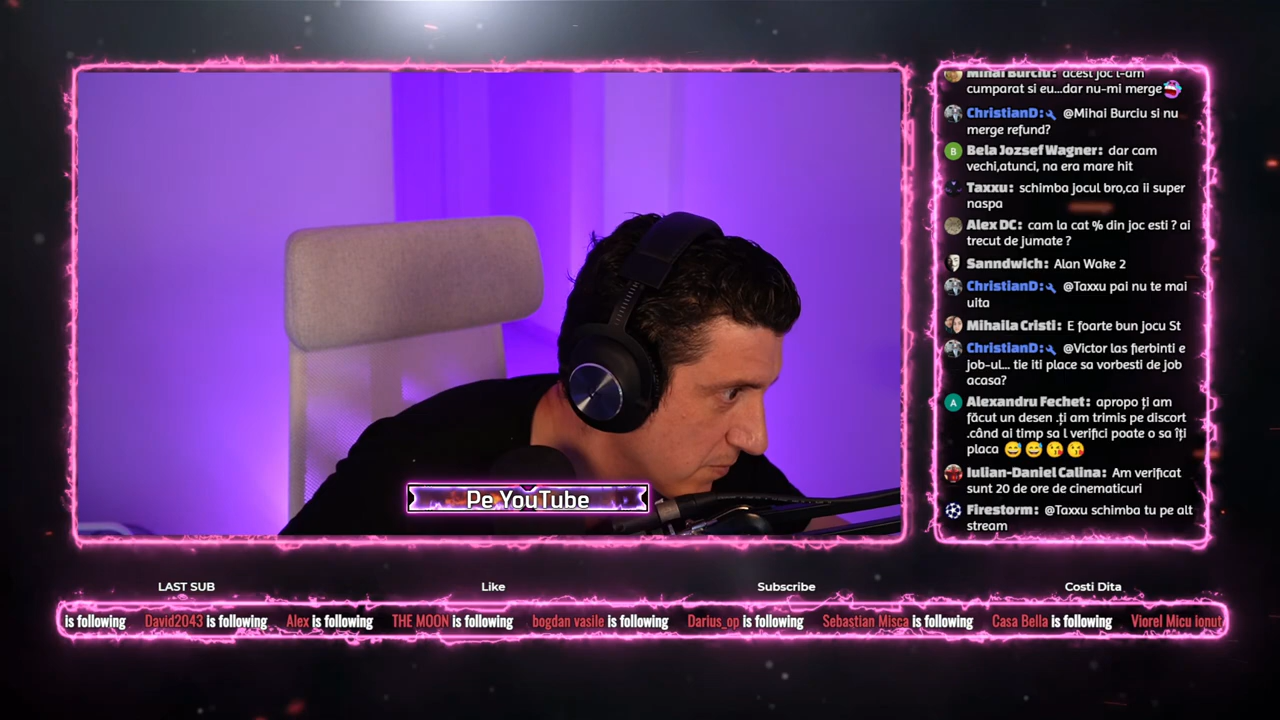 Mihai Burciu: acest joc l-am
cumparat si eu...dar nu-mi merge
ChristianD: @Mihai Burciu si nu
merge refund?
B Bela Jozsef Wagner: dar cam
vechi,atunci, na era mare hit
Taxxu: schimba jocul bro,ca ii super
naspa
Alex DC: cam la cat % din joc esti ? ai
trecut de jumate ?
Sanndwich: Alan Wake 2
ChristianD: @Taxxu pai nu te mai
uita
Mihaila Cristi: E foarte bun jocu St
ChristianD: @Victor las fierbinti e
job-ul... tie iti place sa vorbesti de job
acasa?
A Alexandru Fechet: apropo ți am
făcut un desen .ți am trimis pe discort
.când ai timp sa l verifici poate o sa îți
placa 😅 😅 😘 😘
Iulian-Daniel Calina: Am verificat
sunt 20 de ore de cinematicuri
Firestorm: @Taxxu schimba tu pe alt
stream
Pe YouTube
LAST SUB Like Subscribe Costi Dita
is following David2043 is following Alex is following THE MOON is following bogdan vasile is following Darius_op is following Sebastian Misca is following Casa Bella is following Viorel Micu ionut